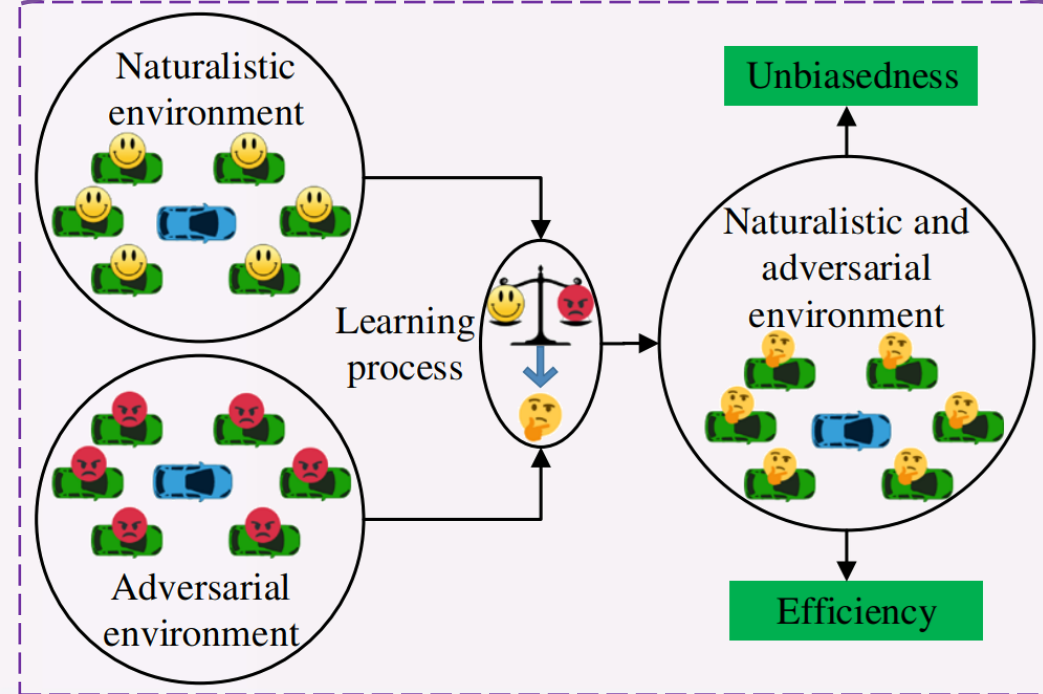 Naturalistic
environment
Adversarial
environment
Learning
process
Naturalistic and
adversarial
environment
Unbiasedness
Efficiency